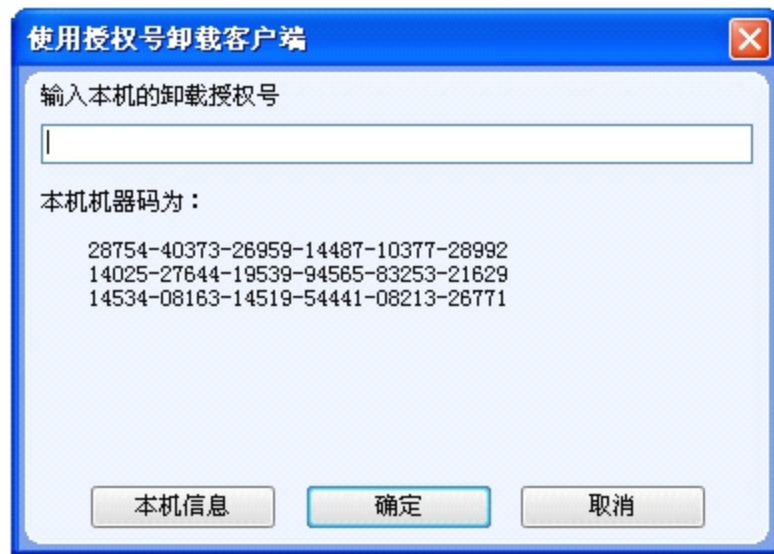 使用授权号卸载客户端
输入本机的卸载授权号
本机机器码为：
28754-40373-26959-14487-10377-28992
14025-27644-19539-94565-83253-21629
14534-08163-14519-54441-08213-26771
本机信息
确定
取消